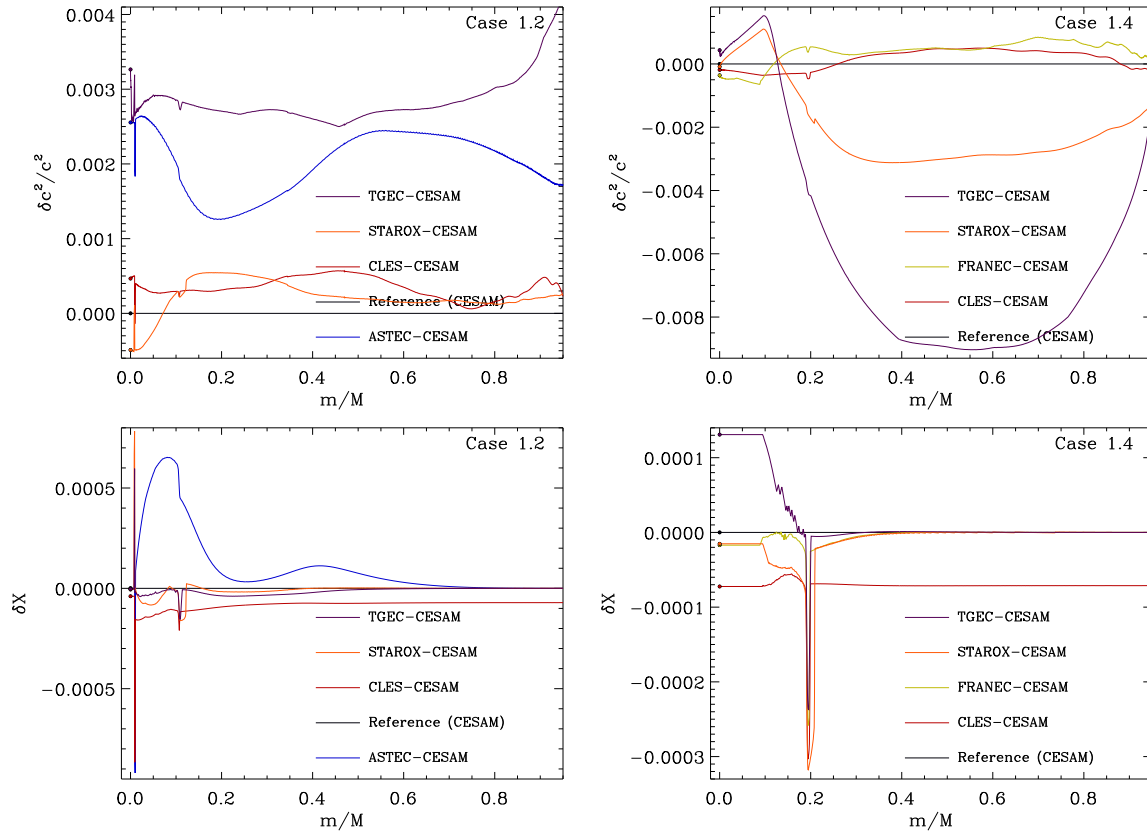 Case 1.2
0.004
0.003
0.002
0.001
0.000
δc²/c²
TGEC−CESAM
STAROX−CESAM
CLES−CESAM
Reference (CESAM)
ASTEC−CESAM
0.0 0.2 0.4 0.6 0.8
m/M
Case 1.4
0.000
−0.002
−0.004
−0.006
−0.008
δc²/c²
TGEC−CESAM
STAROX−CESAM
FRANEC−CESAM
CLES−CESAM
Reference (CESAM)
0.0 0.2 0.4 0.6 0.8
m/M
Case 1.2
0.0005
0.0000
−0.0005
δX
TGEC−CESAM
STAROX−CESAM
CLES−CESAM
Reference (CESAM)
ASTEC−CESAM
0.0 0.2 0.4 0.6 0.8
m/M
Case 1.4
0.0001
0.0000
−0.0001
−0.0002
−0.0003
δX
TGEC−CESAM
STAROX−CESAM
FRANEC−CESAM
CLES−CESAM
Reference (CESAM)
0.0 0.2 0.4 0.6 0.8
m/M